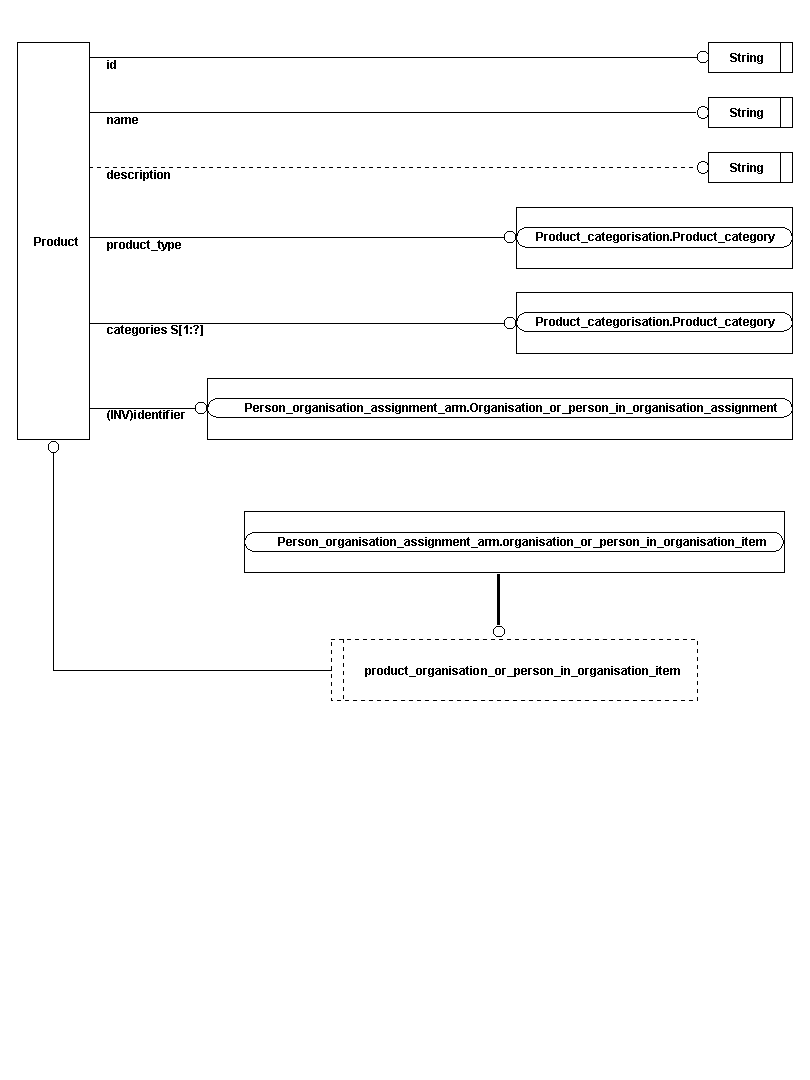 id
String
name
String
description
String
Product
product_type
Product_categorisation.Product_category
categories S[1:?]
Product_categorisation.Product_category
(INV)identifier
Person_organisation_assignment_arm.Organisation_or_person_in_organisation_assignment
Person_organisation_assignment_arm.organisation_or_person_in_organisation_item
product_organisation_or_person_in_organisation_item